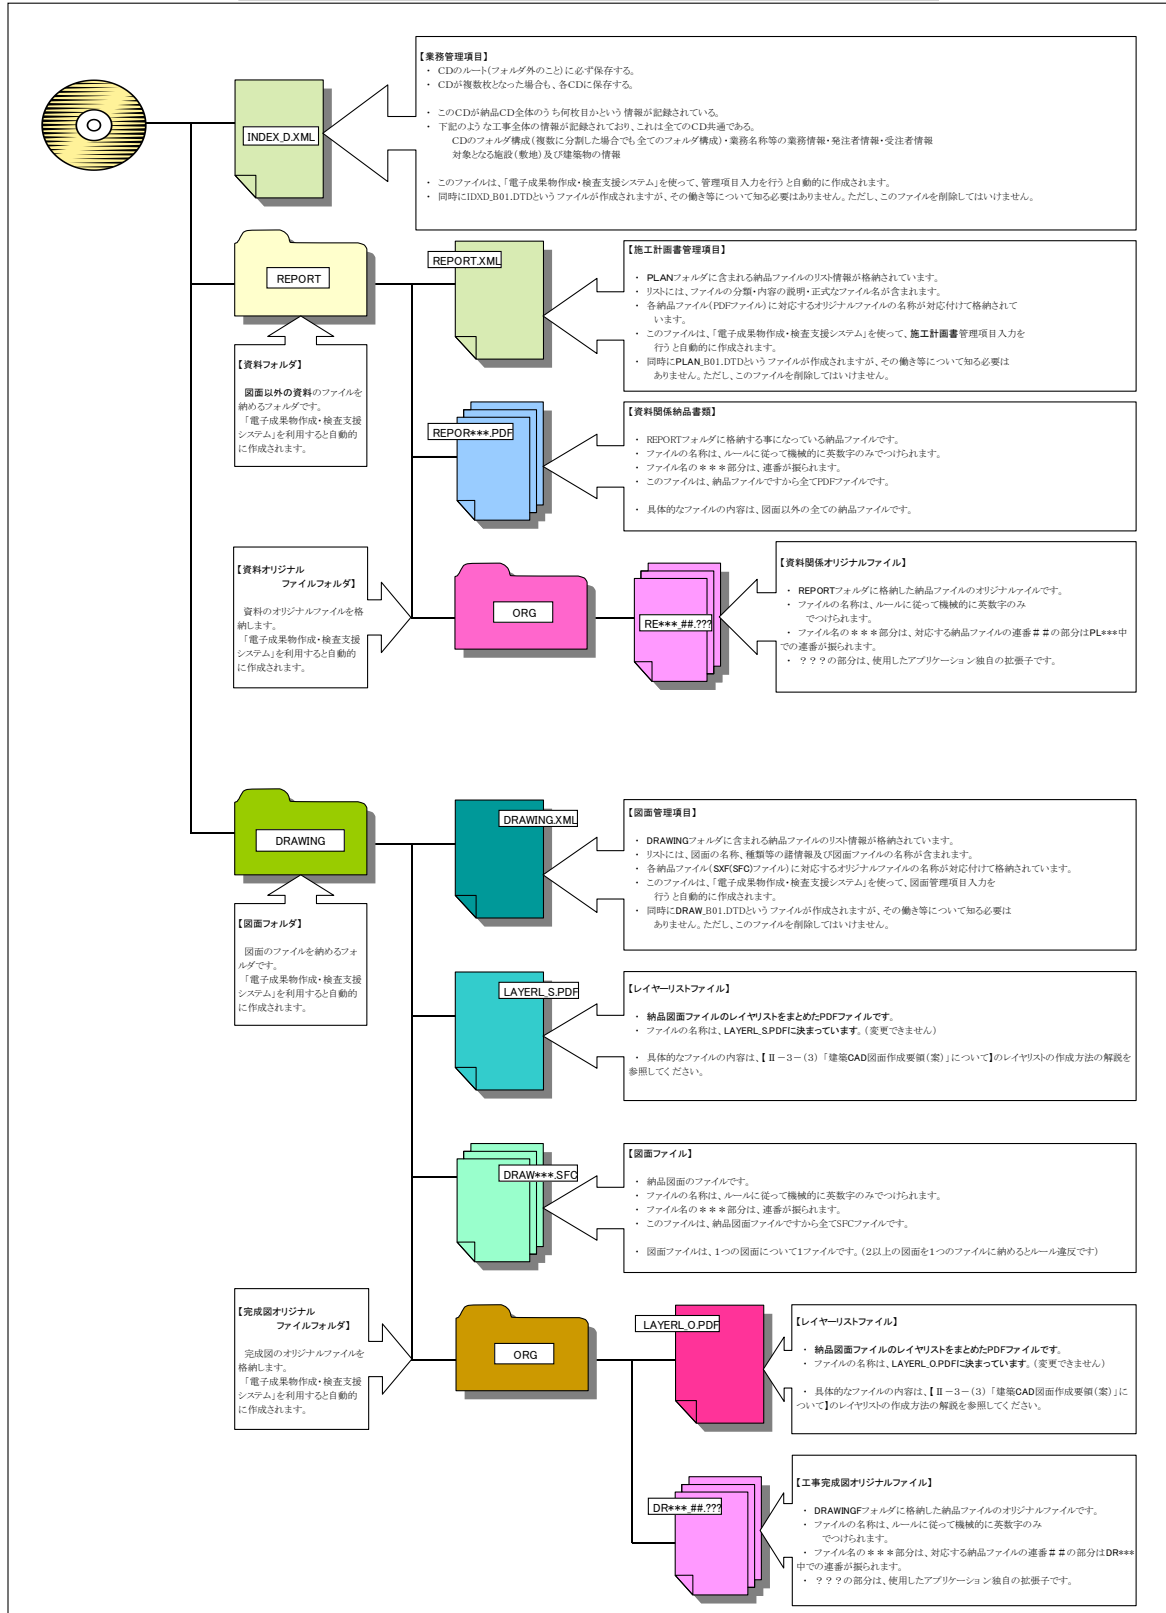 【業務管理項目】
・ CDのルート(フォルダ外のこと)に必ず保存する。
・ CDが複数枚となった場合も、各CDに保存する。
・ このCDが納品CD全体のうち何枚目かという情報が記録されている。
・ 下記のような工事全体の情報が記録されており、これは全てのCD共通である。
CDのフォルダ構成(複数に分割した場合でも全てのフォルダ構成)・業務名称等の業務情報・発注者情報・受注者情報
対象となる施設(敷地)及び建築物の情報
・ このファイルは、「電子成果物作成・検査支援システム」を使って、管理項目入力を行うと自動的に作成されます。
・ 同時にIDXD_B01.DTDというファイルが作成されますが、その働き等について知る必要はありません。ただし、このファイルを削除してはいけません。
INDEX_D.XML
REPORT
【資料フォルダ】
図面以外の資料のファイルを
納めるフォルダです。
「電子成果物作成・検査支援
システム」を利用すると自動的
に作成されます。
REPORT.XML
【施工計画書管理項目】
・ PLANフォルダに含まれる納品ファイルのリスト情報が格納されています。
・ リストには、ファイルの分類・内容の説明・正式なファイル名が含まれます。
・ 各納品ファイル(PDFファイル)に対応するオリジナルファイルの名称が対応付けて格納されて
います。
・ このファイルは、「電子成果物作成・検査支援システム」を使って、施工計画書管理項目入力を
行うと自動的に作成されます。
・ 同時にPLAN_B01.DTDというファイルが作成されますが、その働き等について知る必要は
ありません。ただし、このファイルを削除してはいけません。
REPOR***.PDF
【資料関係納品書類】
・ REPORTフォルダに格納する事になっている納品ファイルです。
・ ファイルの名称は、ルールに従って機械的に英数字のみでつけられます。
・ ファイル名の＊＊＊部分は、連番が振られます。
・ このファイルは、納品ファイルですから全てPDFファイルです。
・ 具体的なファイルの内容は、図面以外の全ての納品ファイルです。
【資料オリジナル
ファイルフォルダ】
資料のオリジナルファイルを格
納します。
「電子成果物作成・検査支援
システム」を利用すると自動的
に作成されます。
ORG
RE***_##.???
【資料関係オリジナルファイル】
・ REPORTフォルダに格納した納品ファイルのオリジナルァイルです。
・ ファイルの名称は、ルールに従って機械的に英数字のみ
でつけられます。
・ ファイル名の＊＊＊部分は、対応する納品ファイルの連番＃＃の部分はPL***中
での連番が振られます。
・ ？？？の部分は、使用したアプリケーション独自の拡張子です。
DRAWING
【図面フォルダ】
図面のファイルを納めるフォ
ルダです。
「電子成果物作成・検査支援
システム」を利用すると自動的
に作成されます。
DRAWING.XML
【図面管理項目】
・ DRAWINGフォルダに含まれる納品ファイルのリスト情報が格納されています。
・ リストには、図面の名称、種類等の諸情報及び図面ファイルの名称が含まれます。
・ 各納品ファイル(SXF(SFC)ファイル)に対応するオリジナルファイルの名称が対応付けて格納されています。
・ このファイルは、「電子成果物作成・検査支援システム」を使って、図面管理項目入力を
行うと自動的に作成されます。
・ 同時にDRAW_B01.DTDというファイルが作成されますが、その働き等について知る必要は
ありません。ただし、このファイルを削除してはいけません。
LAYERL_S.PDF
【レイヤーリストファイル】
・ 納品図面ファイルのレイヤリストをまとめたPDFファイルです。
・ ファイルの名称は、LAYERL_S.PDFに決まっています。(変更できません)
・ 具体的なファイルの内容は、【Ⅱ－3－(3) 「建築CAD図面作成要領(案)」について】のレイヤリストの作成方法の解説を
参照してください。
DRAW***.SFC
【図面ファイル】
・ 納品図面のファイルです。
・ ファイルの名称は、ルールに従って機械的に英数字のみでつけられます。
・ ファイル名の＊＊＊部分は、連番が振られます。
・ このファイルは、納品図面ファイルですから全てSFCファイルです。
・ 図面ファイルは、1つの図面について1ファイルです。(2以上の図面を1つのファイルに納めるとルール違反です)
【完成図オリジナル
ファイルフォルダ】
完成図のオリジナルファイルを
格納します。
「電子成果物作成・検査支援
システム」を利用すると自動的
に作成されます。
ORG
LAYERL_O.PDF
【レイヤーリストファイル】
・ 納品図面ファイルのレイヤリストをまとめたPDFファイルです。
・ ファイルの名称は、LAYERL_O.PDFに決まっています。(変更できません)
・ 具体的なファイルの内容は、【Ⅱ－3－(3) 「建築CAD図面作成要領(案)」に
ついて】のレイヤリストの作成方法の解説を参照してください。
DR***_##.???
【工事完成図オリジナルファイル】
・ DRAWINGFフォルダに格納した納品ファイルのオリジナルファイルです。
・ ファイルの名称は、ルールに従って機械的に英数字のみ
でつけられます。
・ ファイル名の＊＊＊部分は、対応する納品ファイルの連番＃＃の部分はDR***
中での連番が振られます。
・ ？？？の部分は、使用したアプリケーション独自の拡張子です。